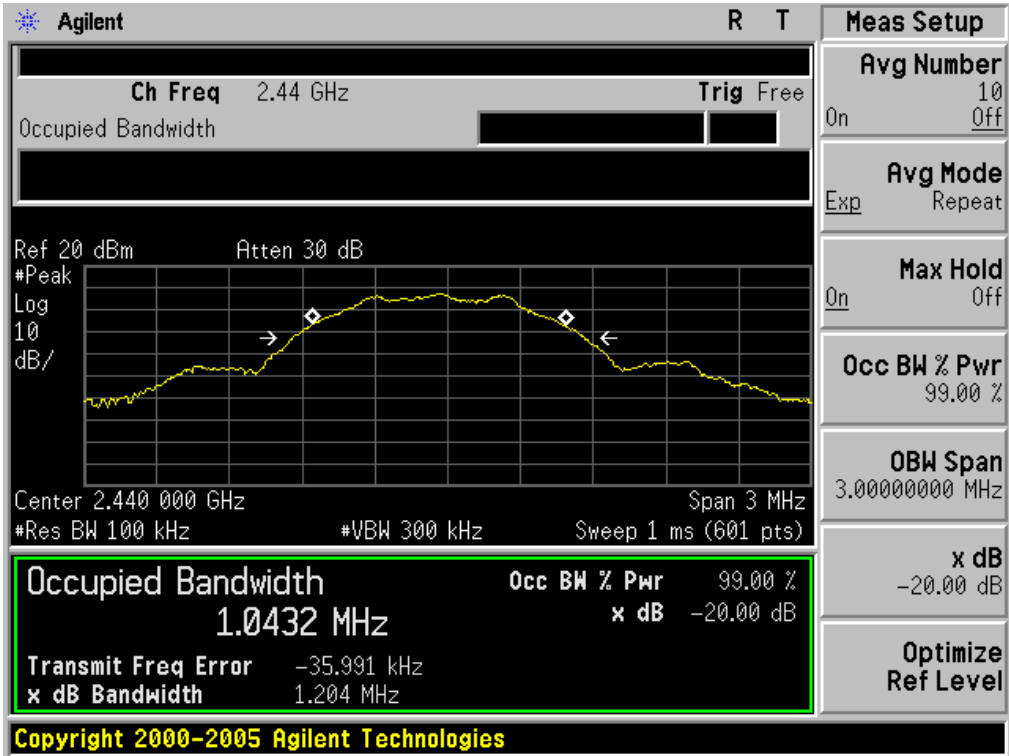 Agilent R T
Ch Freq 2.44 GHz Trig Free
Occupied Bandwidth
Ref 20 dBm Atten 30 dB
#Peak
Log
10
dB/
Center 2.440 000 GHz Span 3 MHz
#Res BW 100 kHz #VBW 300 kHz Sweep 1 ms (601 pts)
Occupied Bandwidth Occ BW % Pwr 99.00 %
1.0432 MHz x dB -20.00 dB
Transmit Freq Error -35.991 kHz
x dB Bandwidth 1.204 MHz
Copyright 2000-2005 Agilent Technologies
Meas Setup
Avg Number
10
On Off
Avg Mode
Exp Repeat
Max Hold
On Off
Occ BW % Pwr
99.00 %
OBW Span
3.00000000 MHz
x dB
-20.00 dB
Optimize
Ref Level